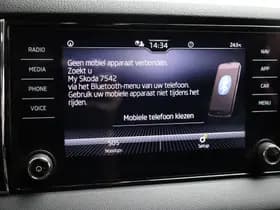 RADIO
MEDIA
PHONE
VOICE
14:34
24.5
Geen mobiel apparaat verbonden.
Zoekt u
My Skoda 7542
via het Bluetooth-menu van uw telefoon.
Gebruik uw mobiele apparaat niet tijdens het
rijden.
Mobiele telefoon kiezen
SOS
Setup
NAV
CAR
MENU